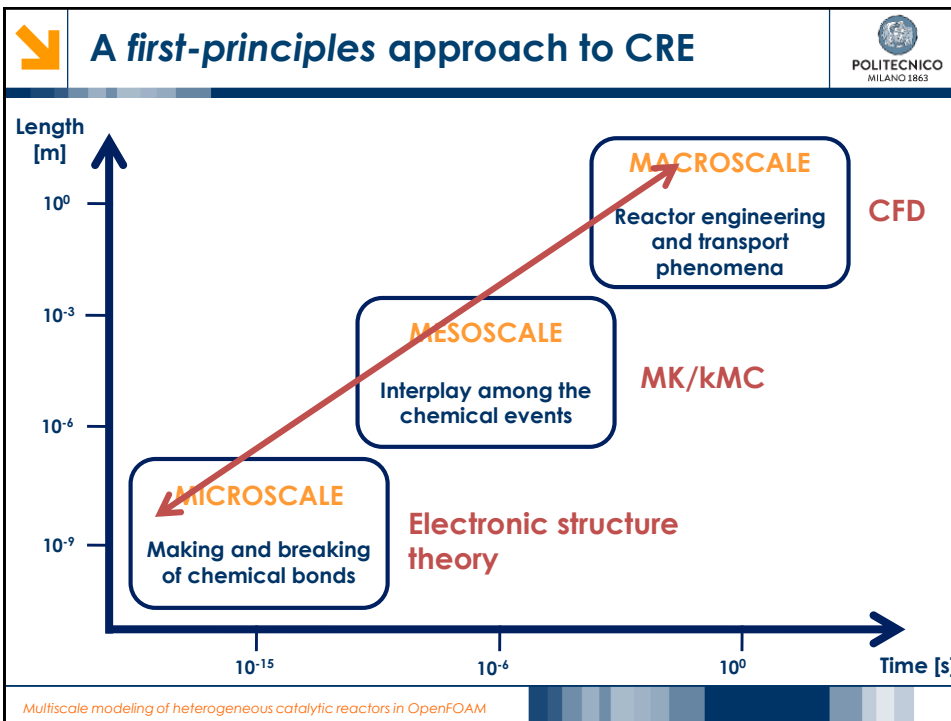 A first-principles approach to CRE
POLITECNICO
MILANO 1863
Length
[m]
10⁰
10⁻³
10⁻⁶
10⁻⁹
MACROSCALE
Reactor engineering
and transport
phenomena
CFD
MESOSCALE
Interplay among the
chemical events
MK/kMC
MICROSCALE
Making and breaking
of chemical bonds
Electronic structure
theory
10⁻¹⁵
10⁻⁶
10⁰
Time [s]
Multiscale modeling of heterogeneous catalytic reactors in OpenFOAM